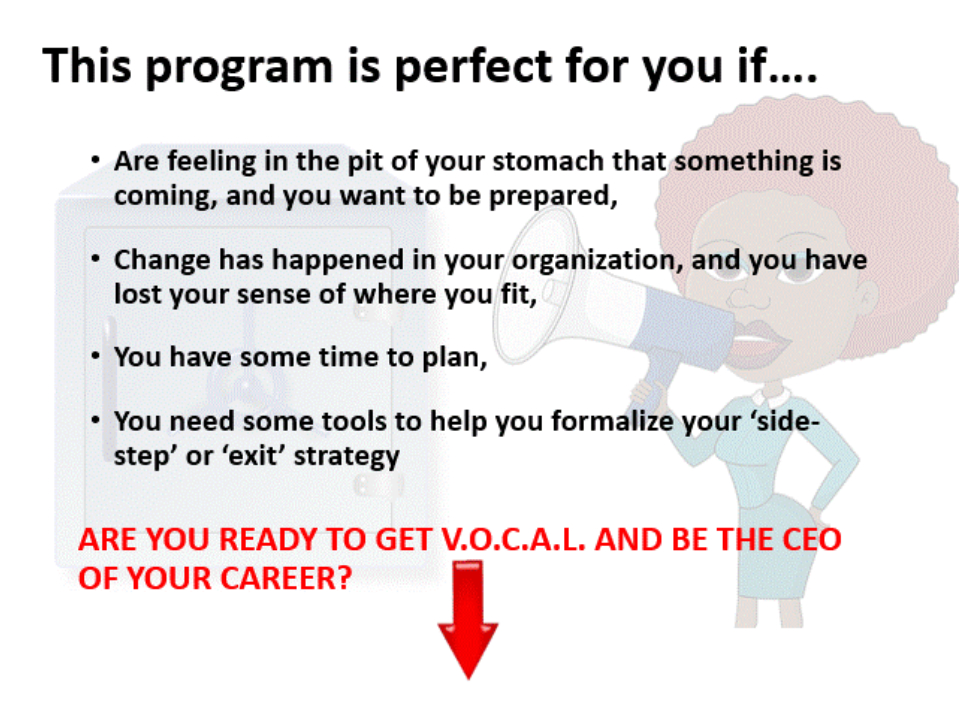 This program is perfect for you if....
• Are feeling in the pit of your stomach that something is
coming, and you want to be prepared,
• Change has happened in your organization, and you have
lost your sense of where you fit,
• You have some time to plan,
• You need some tools to help you formalize your ‘side-
step’ or ‘exit’ strategy
ARE YOU READY TO GET V.O.C.A.L. AND BE THE CEO
OF YOUR CAREER?